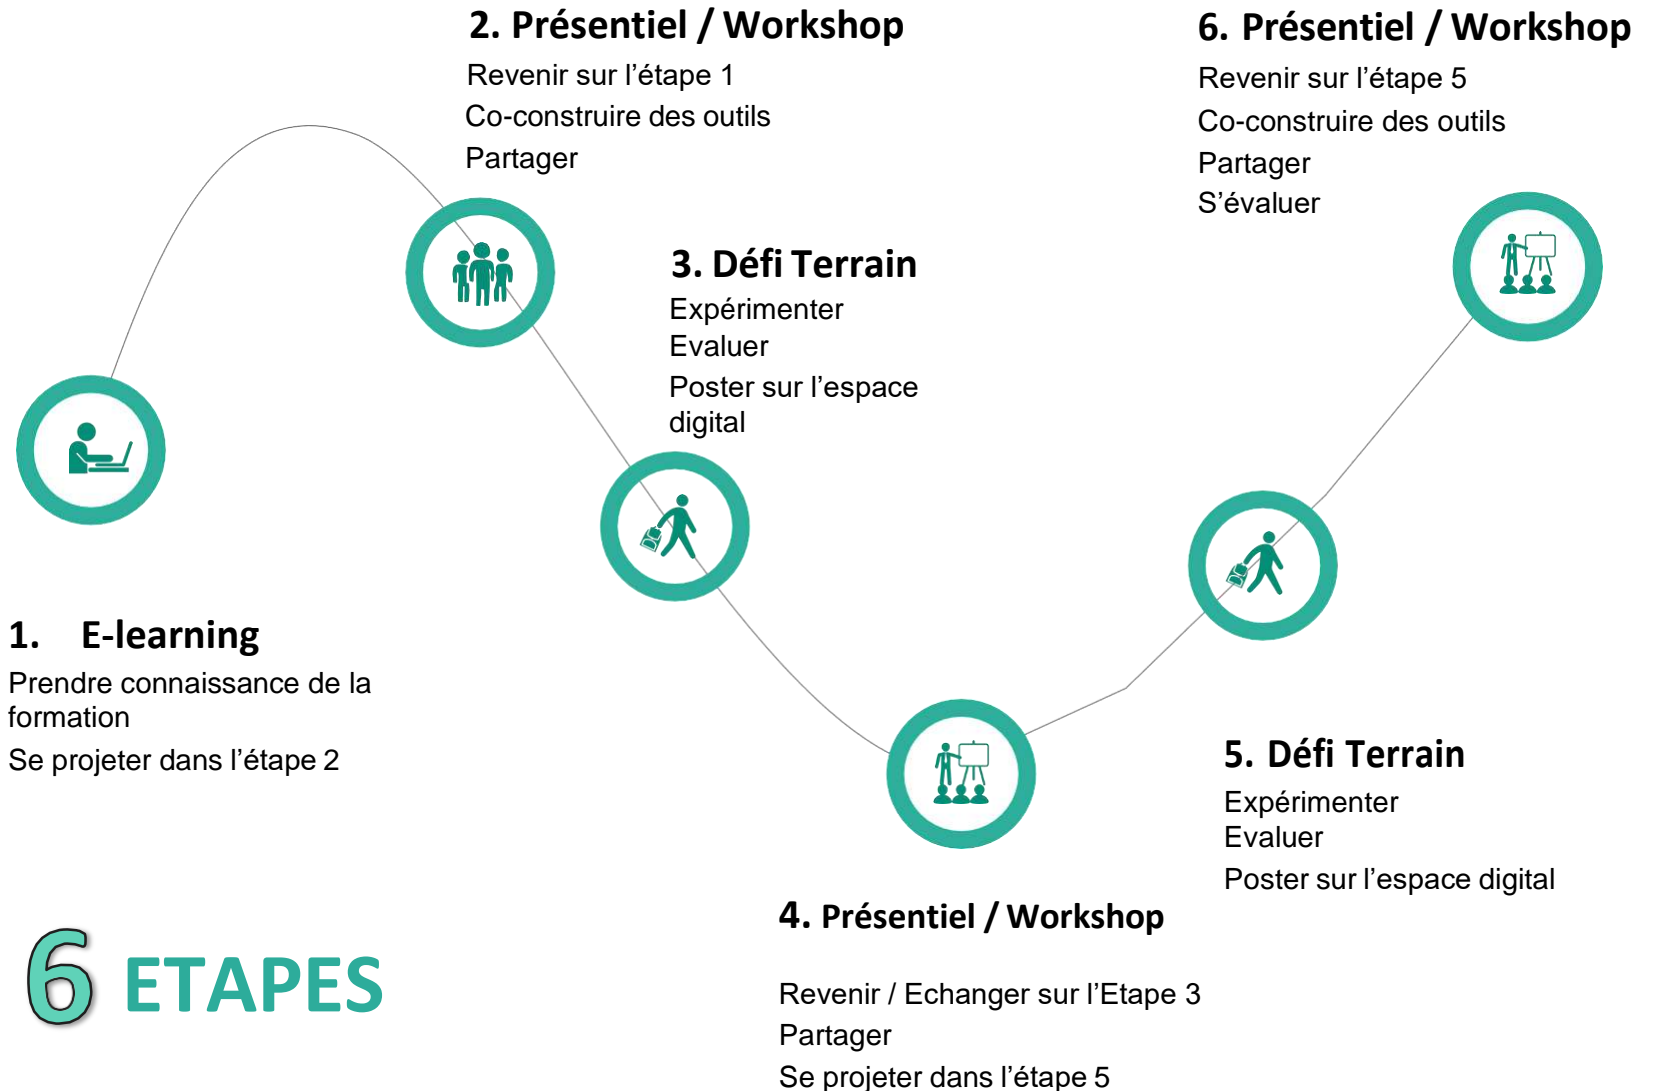 2. Présentiel / Workshop
Revenir sur l’étape 1
Co-construire des outils
Partager
6. Présentiel / Workshop
Revenir sur l’étape 5
Co-construire des outils
Partager
S’évaluer
3. Défi Terrain
Expérimenter
Evaluer
Poster sur l’espace
digital
1. E-learning
Prendre connaissance de la
formation
Se projeter dans l’étape 2
5. Défi Terrain
Expérimenter
Evaluer
Poster sur l’espace digital
4. Présentiel / Workshop
Revenir / Echanger sur l’Etape 3
Partager
Se projeter dans l’étape 5
6 ETAPES